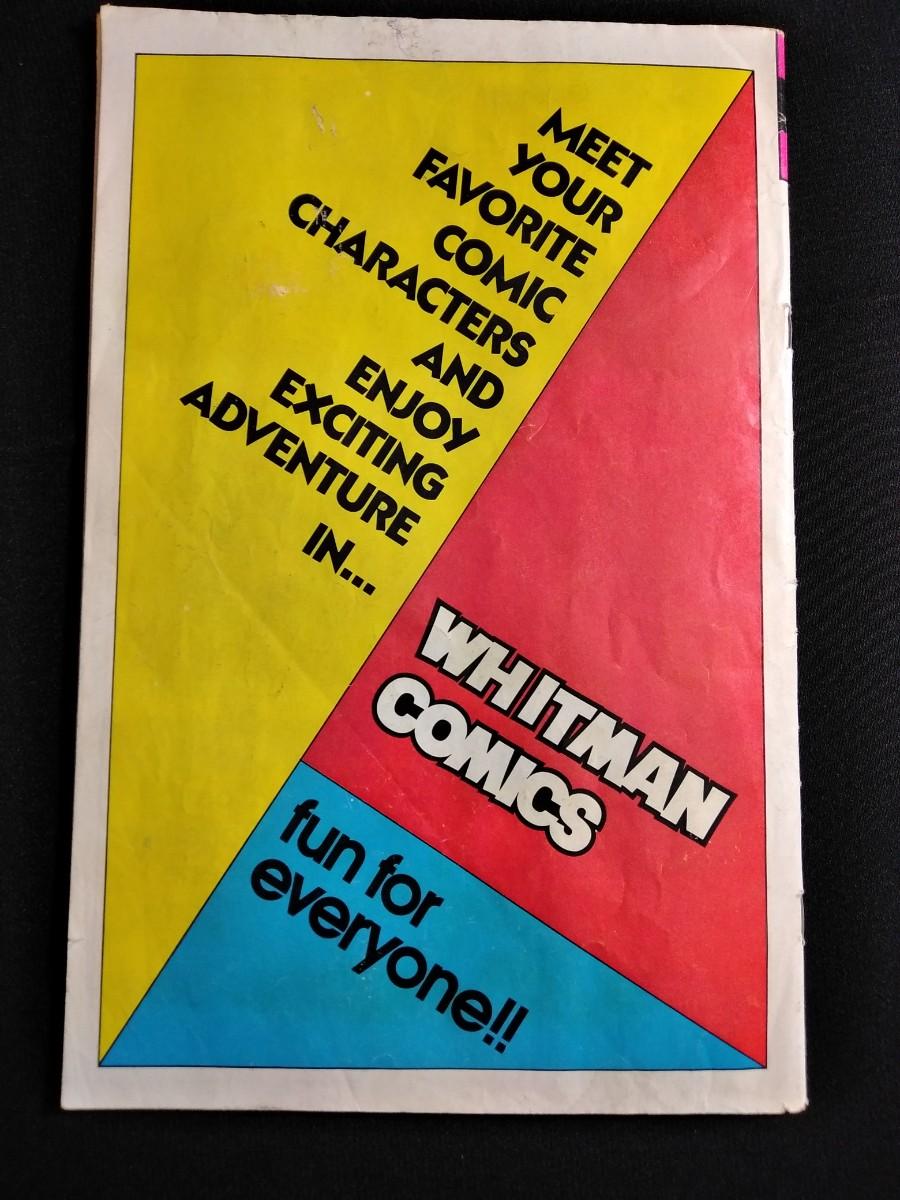 MEET
YOUR
FAVORITE
COMIC
CHARACTERS
AND
ENJOY
EXCITING
ADVENTURE
IN...
WHITMAN
COMICS
fun for
everyone!!